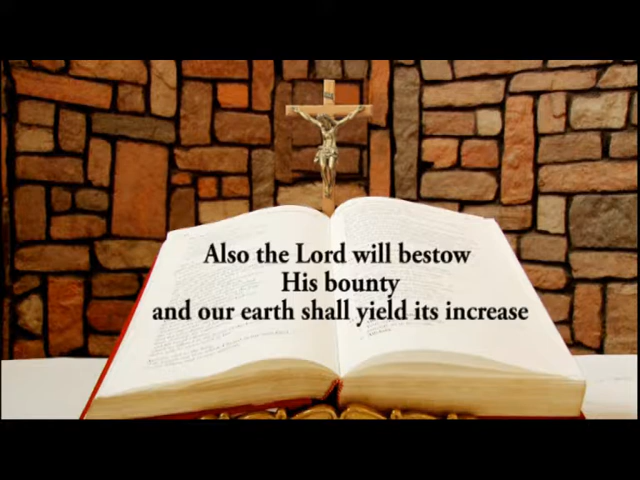 Also the Lord will bestow
His bounty
and our earth shall yield its increase